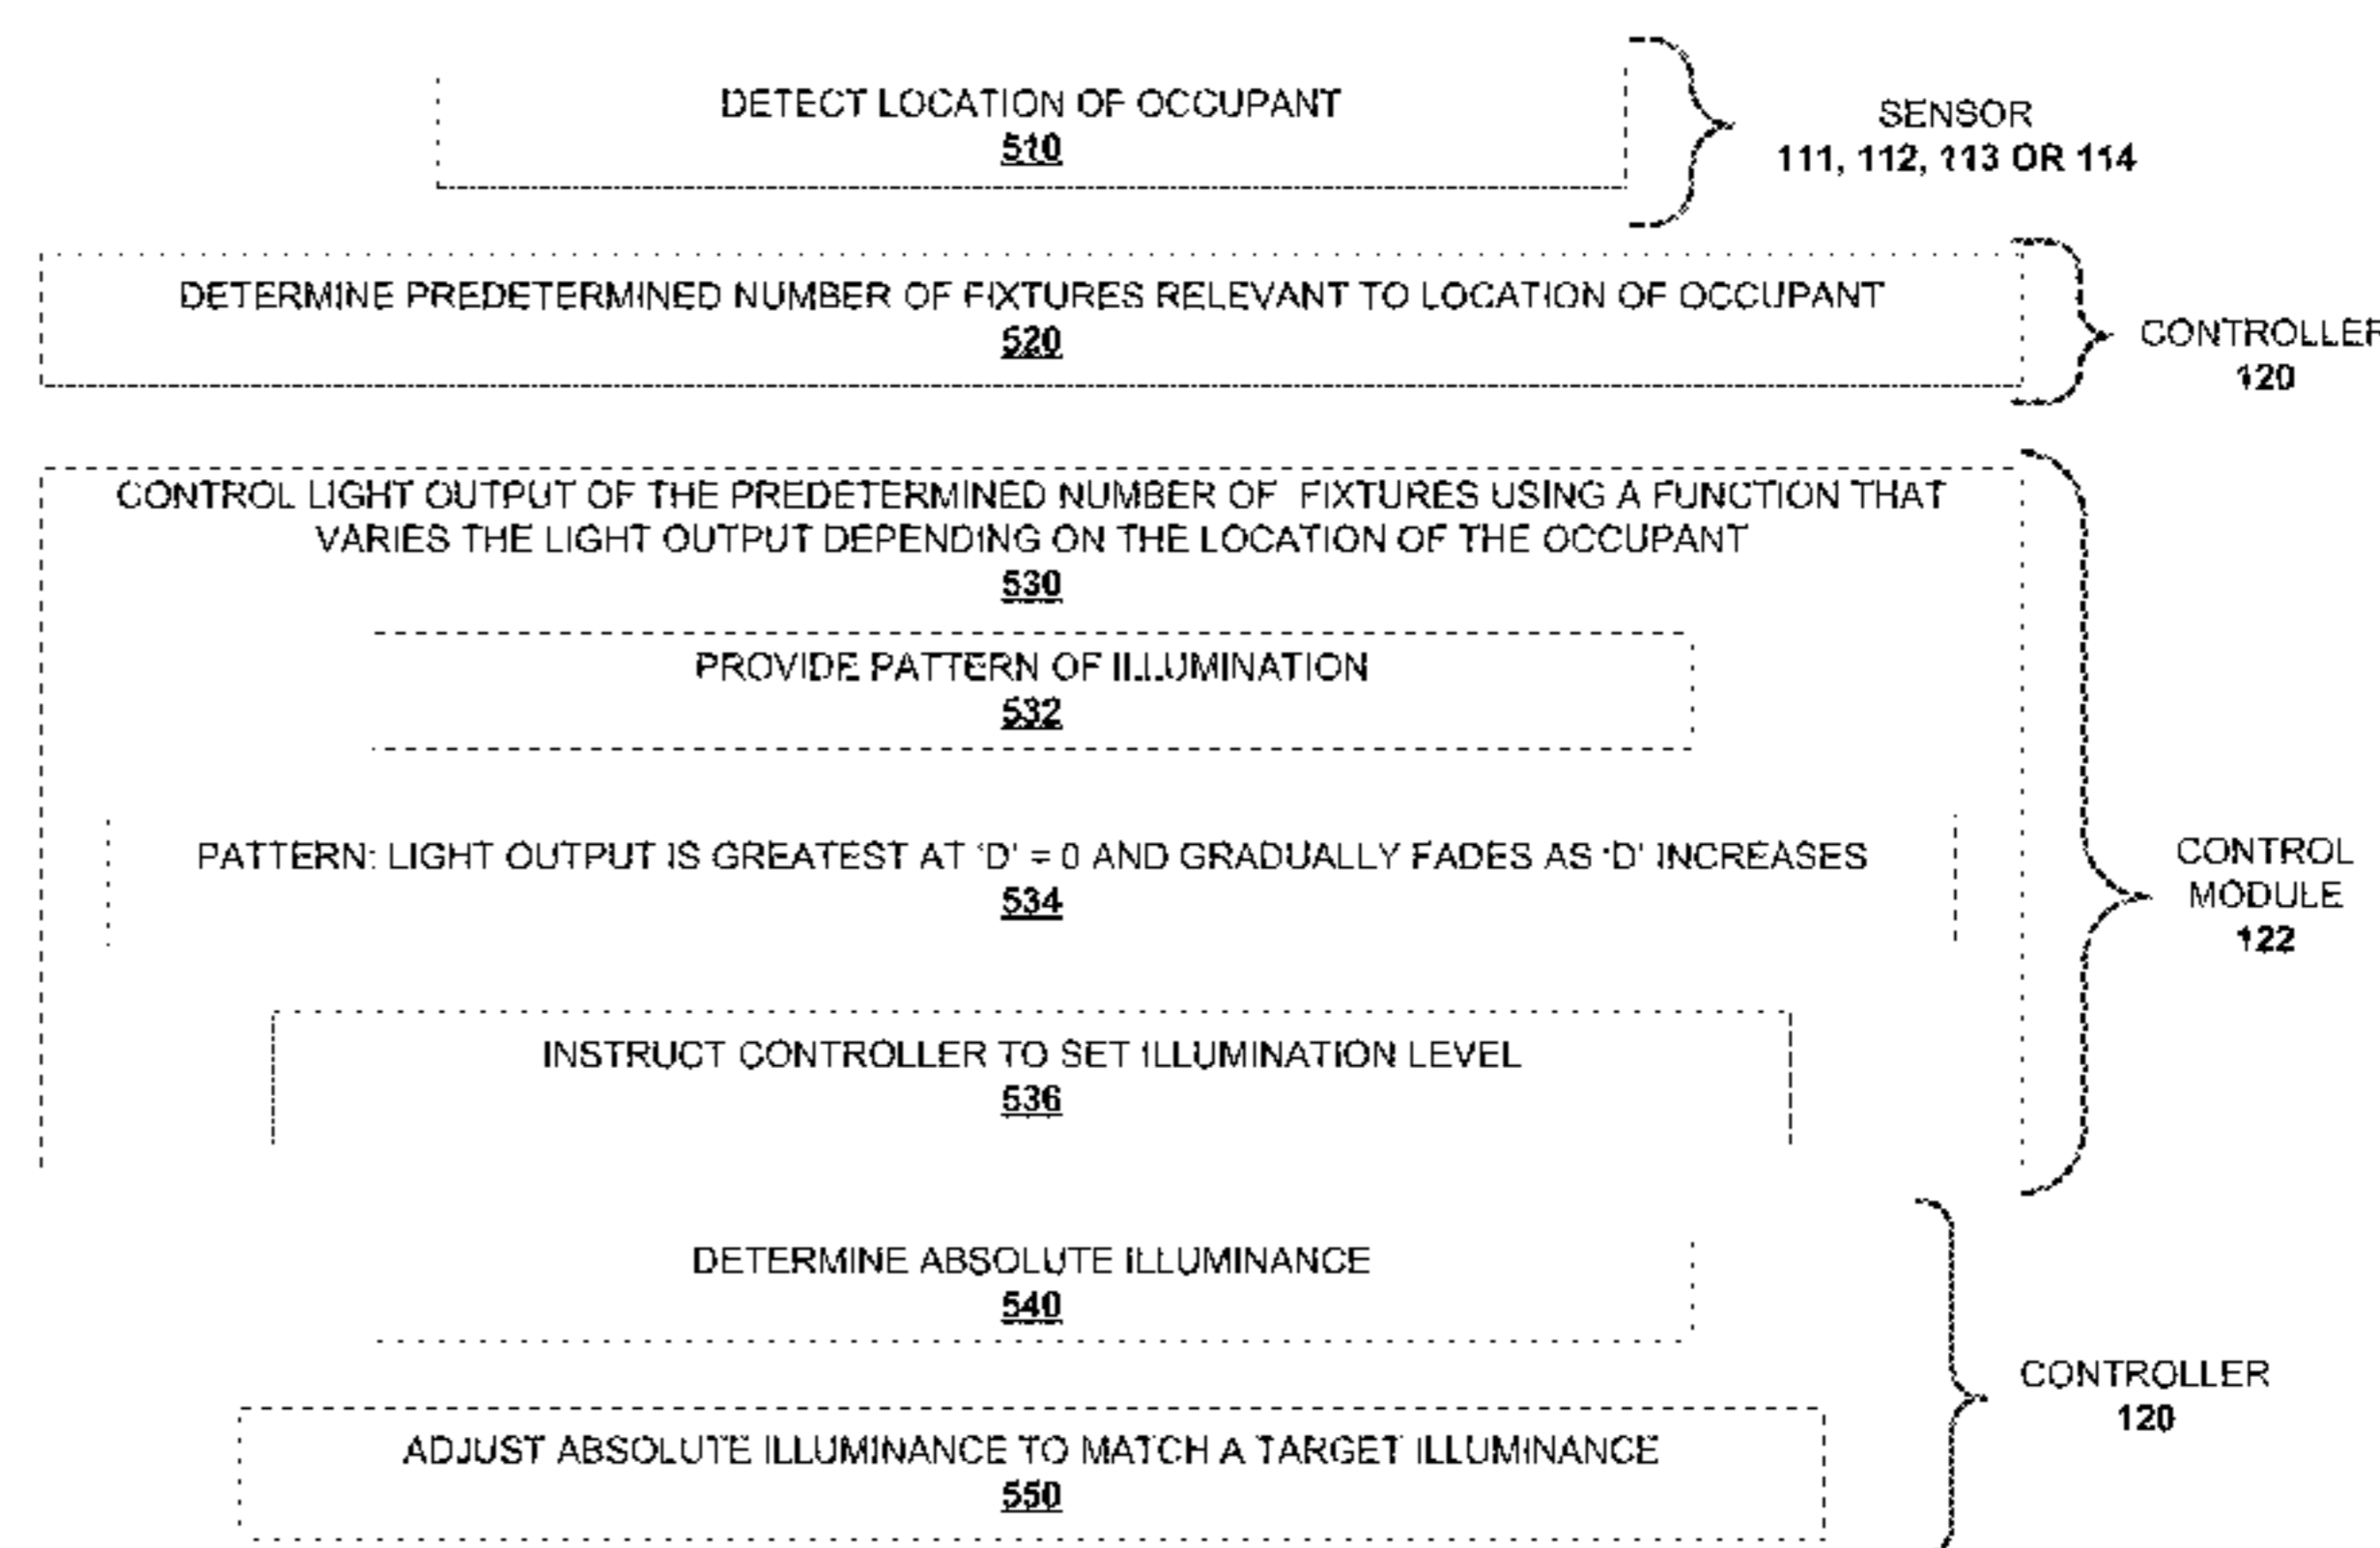 DETECT LOCATION OF OCCUPANT
510
SENSOR
111, 112, 113 OR 114
DETERMINE PREDETERMINED NUMBER OF FIXTURES RELEVANT TO LOCATION OF OCCUPANT
520
CONTROLLER
120
CONTROL LIGHT OUTPUT OF THE PREDETERMINED NUMBER OF FIXTURES USING A FUNCTION THAT
VARIES THE LIGHT OUTPUT DEPENDING ON THE LOCATION OF THE OCCUPANT
530
PROVIDE PATTERN OF ILLUMINATION
532
PATTERN: LIGHT OUTPUT IS GREATEST AT 'D' = 0 AND GRADUALLY FADES AS 'D' INCREASES
534
CONTROL
MODULE
122
INSTRUCT CONTROLLER TO SET ILLUMINATION LEVEL
536
DETERMINE ABSOLUTE ILLUMINANCE
540
CONTROLLER
120
ADJUST ABSOLUTE ILLUMINANCE TO MATCH A TARGET ILLUMINANCE
550